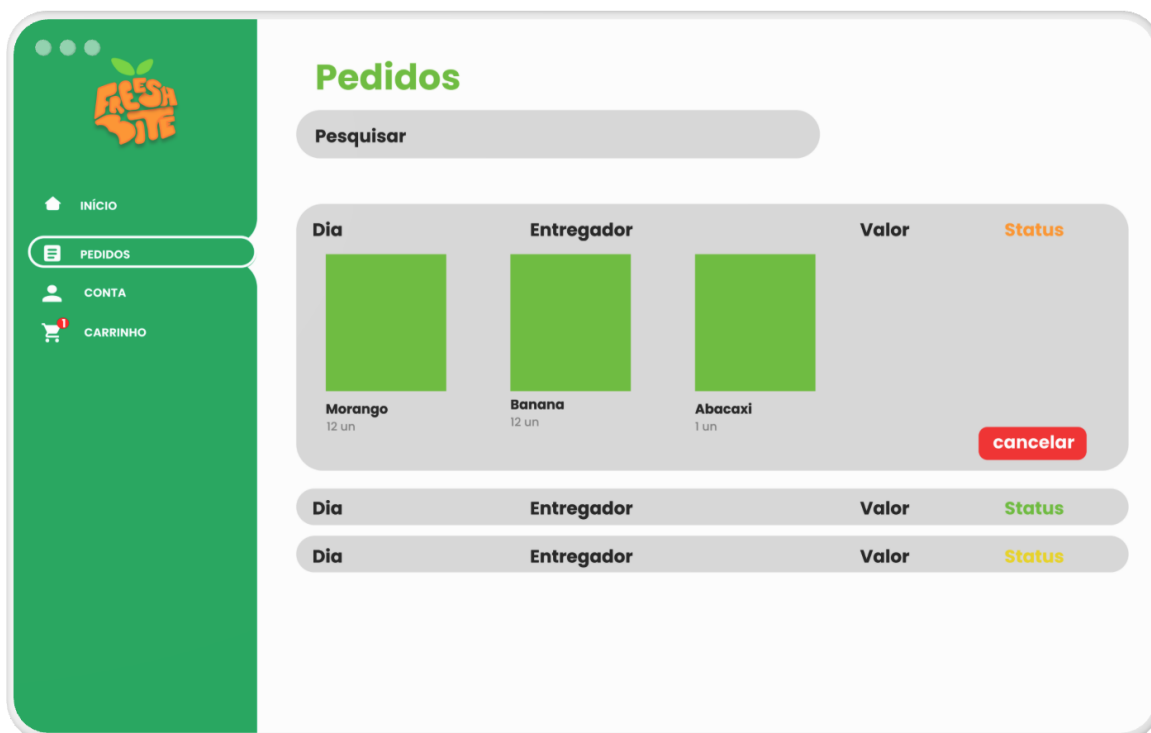 FRESH
BITE
INÍCIO
PEDIDOS
CONTA
1
CARRINHO
Pedidos
Pesquisar
Dia Entregador Valor Status
Morango Banana Abacaxi
12 un 12 un 1 un
cancelar
Dia Entregador Valor Status
Dia Entregador Valor Status